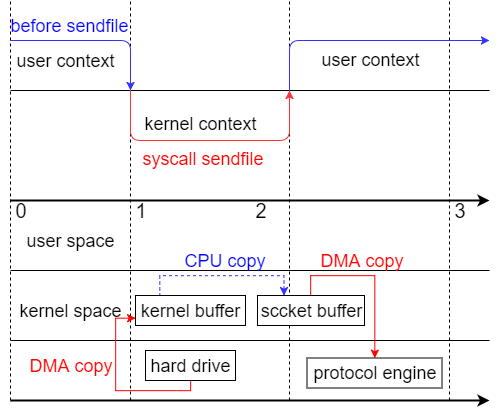 before sendfile
user context
user context
kernel context
syscall sendfile
0
1
2
3
user space
CPU copy
DMA copy
kernel space
kernel buffer
sccket buffer
DMA copy
hard drive
protocol engine